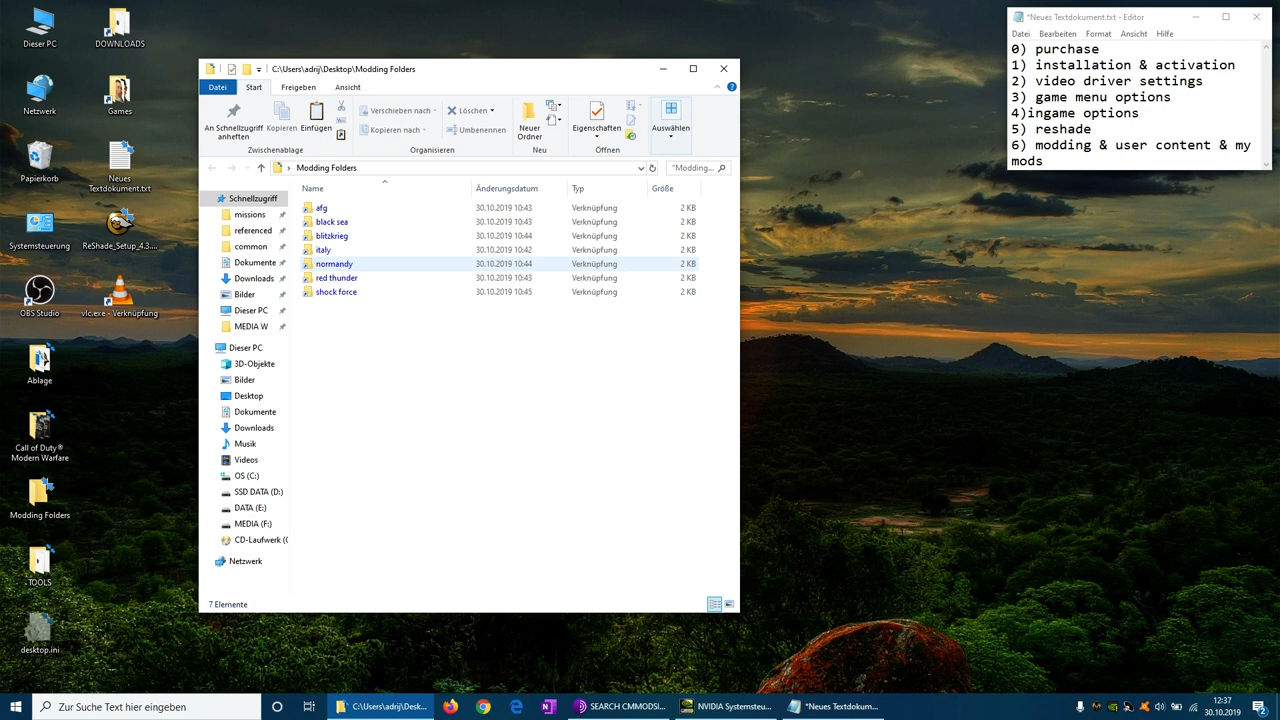 Dieser PC
DOWNLOADS
Netzwerk
Games
Papierkorb
Neues
Textdokument.txt
Systemsteuerung
ReShade_Setup_4.3....
OBS Studio
vlc.exe - Verknüpfung
Ablage
Call of Duty®
Modern Warfare
Modding Folders
TOOLS
desktop.ini
C:\Users\adrij\Desktop\Modding Folders
Datei
Start
Freigeben
Ansicht
An Schnellzugriff
anheften
Kopieren
Einfügen
Zwischenablage
Verschieben nach
Kopieren nach
Löschen
Umbenennen
Organisieren
Neuer
Ordner
Neu
Eigenschaften
Öffnen
Auswählen
Modding Folders
"Modding...
Schnellzugriff
missions
referenced
common
Dokumente
Downloads
Bilder
Dieser PC
MEDIA W
Dieser PC
3D-Objekte
Bilder
Desktop
Dokumente
Downloads
Musik
Videos
OS (C:)
SSD DATA (D:)
DATA (E:)
MEDIA (F:)
CD-Laufwerk (
Netzwerk
Name Änderungsdatum Typ Größe
afg 30.10.2019 10:43 Verknüpfung 2 KB
black sea 30.10.2019 10:43 Verknüpfung 2 KB
blitzkrieg 30.10.2019 10:44 Verknüpfung 2 KB
italy 30.10.2019 10:42 Verknüpfung 2 KB
normandy 30.10.2019 10:44 Verknüpfung 2 KB
red thunder 30.10.2019 10:43 Verknüpfung 2 KB
shock force 30.10.2019 10:45 Verknüpfung 2 KB
7 Elemente
*Neues Textdokument.txt - Editor
Datei Bearbeiten Format Ansicht Hilfe
0) purchase
1) installation & activation
2) video driver settings
3) game menu options
4)ingame options
5) reshade
6) modding & user content & my
mods
Zur Suche Text hier eingeben
C:\Users\adrij\Desk...
SEARCH CMMODSI...
NVIDIA Systemsteu...
*Neues Textdokum...
12:37
30.10.2019
2